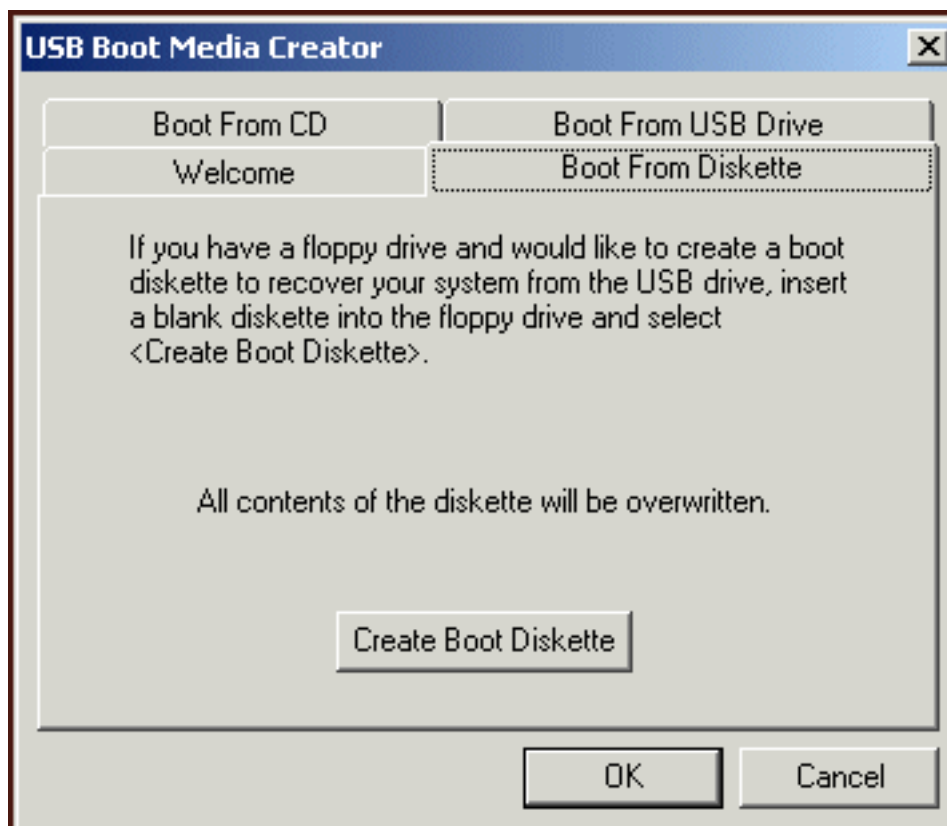 USB Boot Media Creator
Boot From CD
Boot From USB Drive
Welcome
Boot From Diskette
If you have a floppy drive and would like to create a boot
diskette to recover your system from the USB drive, insert
a blank diskette into the floppy drive and select
<Create Boot Diskette>.
All contents of the diskette will be overwritten.
Create Boot Diskette
OK
Cancel